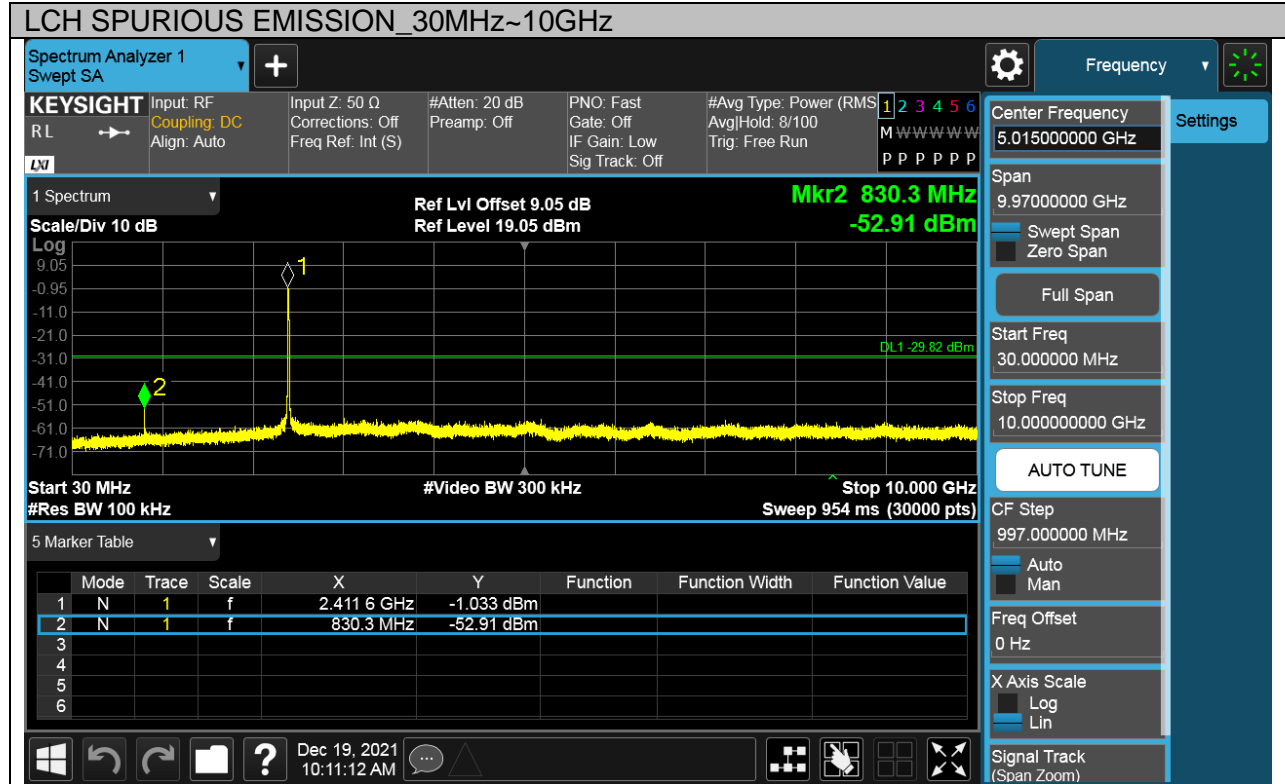 LCH SPURIOUS EMISSION_30MHz~10GHz
Spectrum Analyzer 1
Swept SA
Frequency
KEYSIGHT
RL
LXI
Input: RF
Coupling: DC
Align: Auto
Input Z: 50 Ω
Corrections: Off
Freq Ref: Int (S)
#Atten: 20 dB
Preamp: Off
PNO: Fast
Gate: Off
IF Gain: Low
Sig Track: Off
#Avg Type: Power (RMS
Avg|Hold: 8/100
Trig: Free Run
1 2 3 4 5 6
M W W W W W
P P P P P P
1 Spectrum
Scale/Div 10 dB
Ref Lvl Offset 9.05 dB
Ref Level 19.05 dBm
Mkr2 830.3 MHz
-52.91 dBm
Log
9.05
-0.95
-11.0
-21.0
-31.0
-41.0
-51.0
-61.0
-71.0
1
2
DL1 -29.82 dBm
Start 30 MHz
#Res BW 100 kHz
#Video BW 300 kHz
Stop 10.000 GHz
Sweep 954 ms (30000 pts)
5 Marker Table
Mode Trace Scale X Y Function Function Width Function Value
1 N 1 f 2.411 6 GHz -1.033 dBm
2 N 1 f 830.3 MHz -52.91 dBm
3
4
5
6
Dec 19, 2021
10:11:12 AM
Center Frequency
5.015000000 GHz
Settings
Span
9.97000000 GHz
Swept Span
Zero Span
Full Span
Start Freq
30.000000 MHz
Stop Freq
10.000000000 GHz
AUTO TUNE
CF Step
997.000000 MHz
Auto
Man
Freq Offset
0 Hz
X Axis Scale
Log
Lin
Signal Track
(Span Zoom)